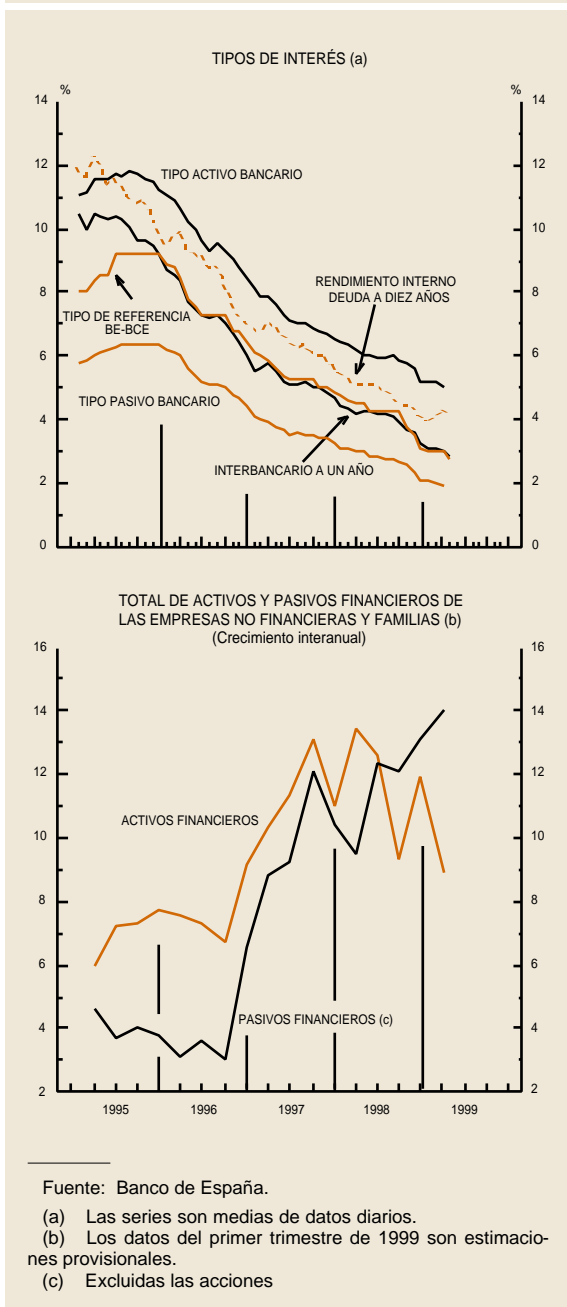 TIPOS DE INTERÉS (a)
% %
14 14
12 12
10 10
8 8
6 6
4 4
2 2
0 0
TIPO ACTIVO BANCARIO
RENDIMIENTO INTERNO
DEUDA A DIEZ AÑOS
TIPO DE REFERENCIA
BE-BCE
TIPO PASIVO BANCARIO
INTERBANCARIO A UN AÑO
TOTAL DE ACTIVOS Y PASIVOS FINANCIEROS DE
LAS EMPRESAS NO FINANCIERAS Y FAMILIAS (b)
(Crecimiento interanual)
16 16
14 14
12 12
10 10
8 8
6 6
4 4
2 2
ACTIVOS FINANCIEROS
PASIVOS FINANCIEROS (c)
1995 1996 1997 1998 1999
Fuente: Banco de España.
(a) Las series son medias de datos diarios.
(b) Los datos del primer trimestre de 1999 son estimacio-
nes provisionales.
(c) Excluidas las acciones